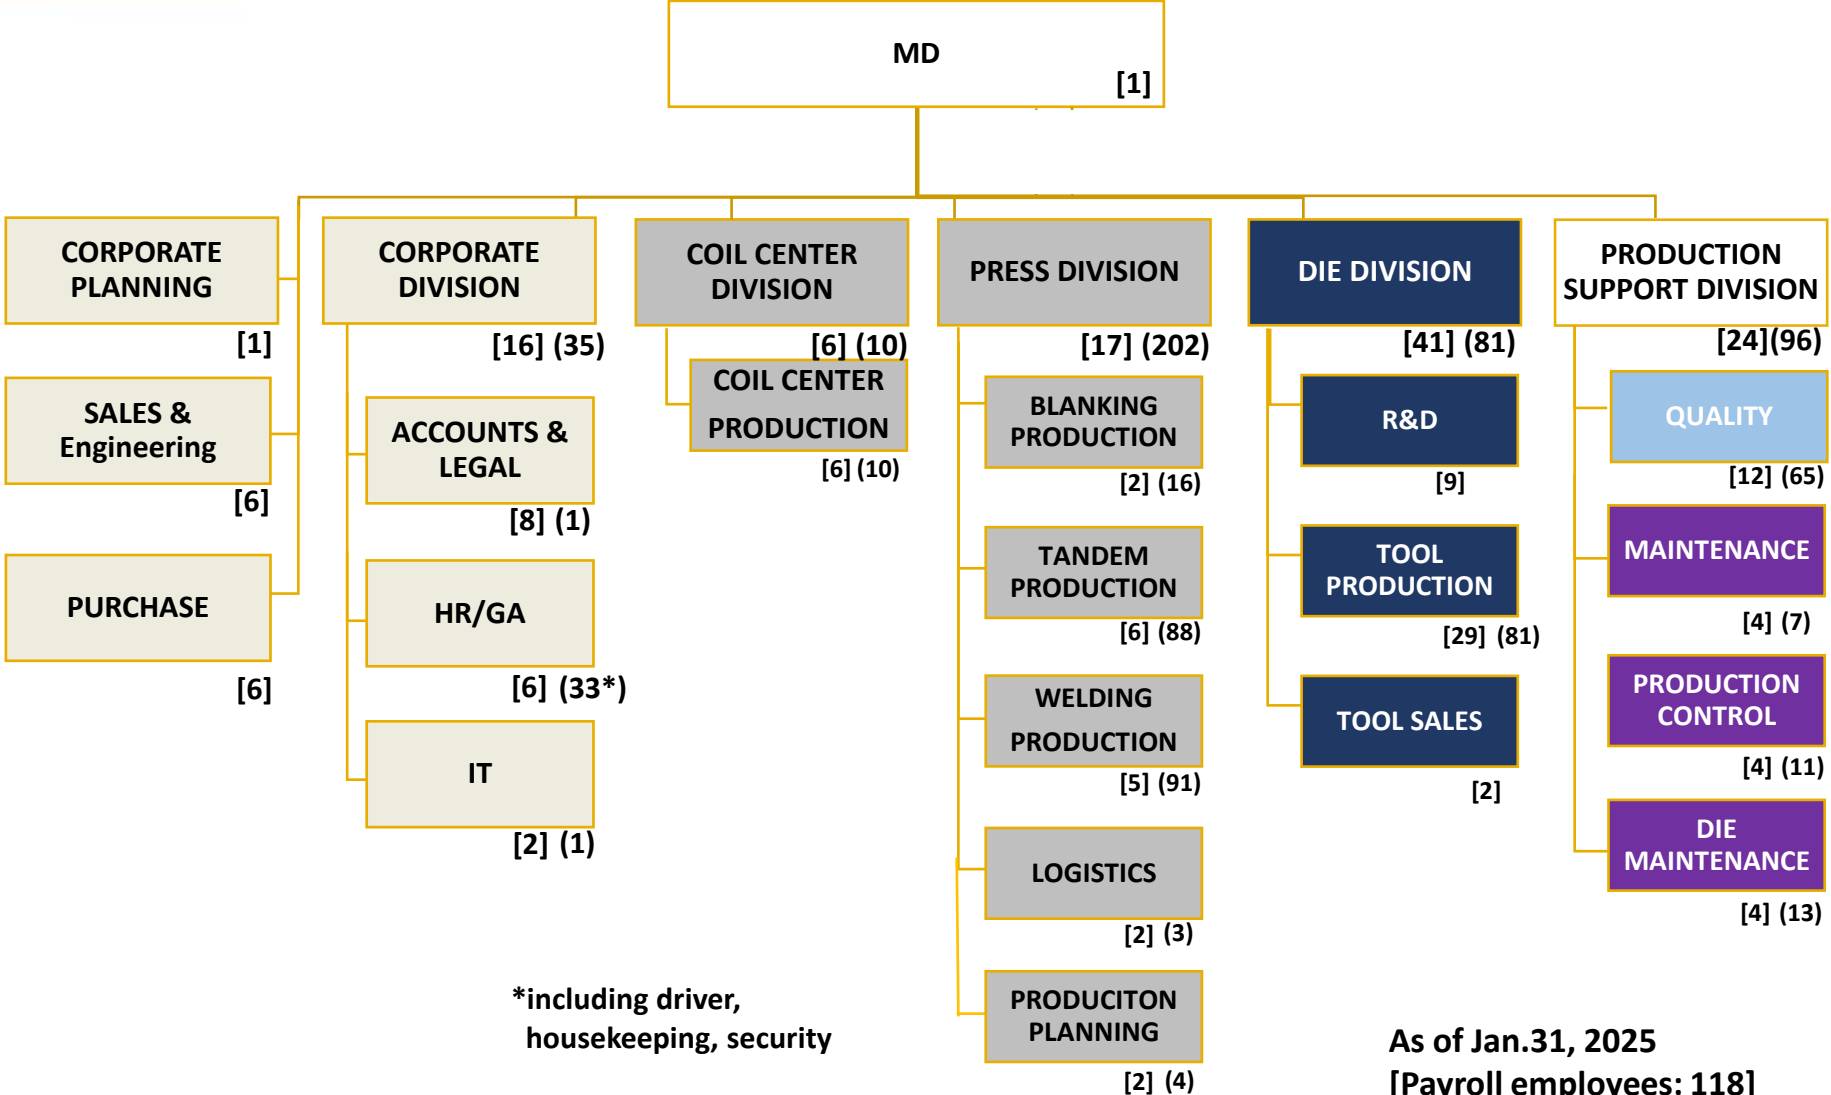 MD
[1]
CORPORATE
PLANNING
[1]
SALES &
Engineering
[6]
PURCHASE
[6]
CORPORATE
DIVISION
[16] (35)
ACCOUNTS &
LEGAL
[8] (1)
HR/GA
[6] (33*)
IT
[2] (1)
COIL CENTER
DIVISION
[6] (10)
COIL CENTER
PRODUCTION
[6] (10)
PRESS DIVISION
[17] (202)
BLANKING
PRODUCTION
[2] (16)
TANDEM
PRODUCTION
[6] (88)
WELDING
PRODUCTION
[5] (91)
LOGISTICS
[2] (3)
PRODUCITON
PLANNING
[2] (4)
DIE DIVISION
[41] (81)
R&D
[9]
TOOL
PRODUCTION
[29] (81)
TOOL SALES
[2]
PRODUCTION
SUPPORT DIVISION
[24](96)
QUALITY
[12] (65)
MAINTENANCE
[4] (7)
PRODUCTION
CONTROL
[4] (11)
DIE
MAINTENANCE
[4] (13)
*including driver,
housekeeping, security
As of Jan.31, 2025
[Payroll employees: 118]